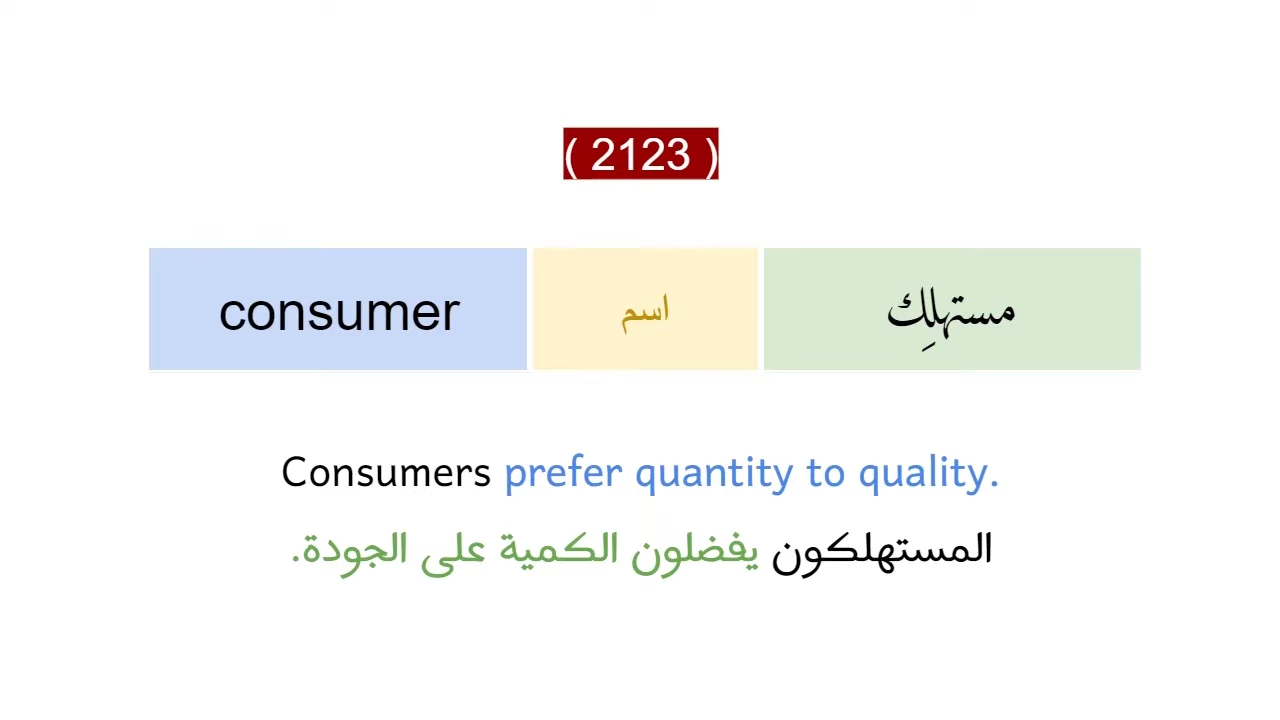 ( 2123 )
consumer اسم مستهلِك
Consumers prefer quantity to quality.
المستهلكون يفضلون الكمية على الجودة.